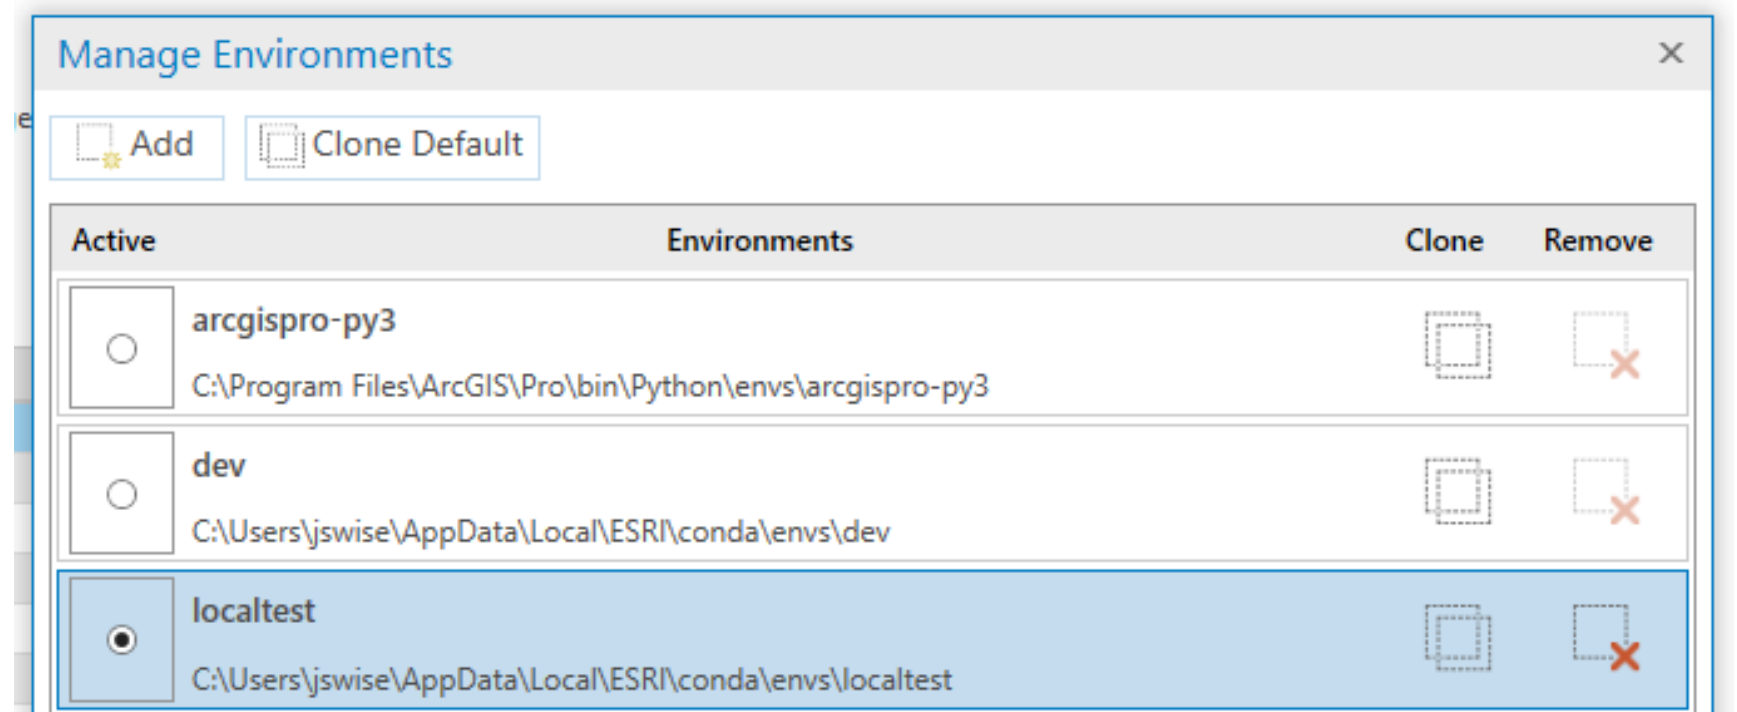 Manage Environments
Add
Clone Default
Active Environments Clone Remove
arcgispro-py3
C:\Program Files\ArcGIS\Pro\bin\Python\envs\arcgispro-py3
dev
C:\Users\jswise\AppData\Local\ESRI\conda\envs\dev
localtest
C:\Users\jswise\AppData\Local\ESRI\conda\envs\localtest